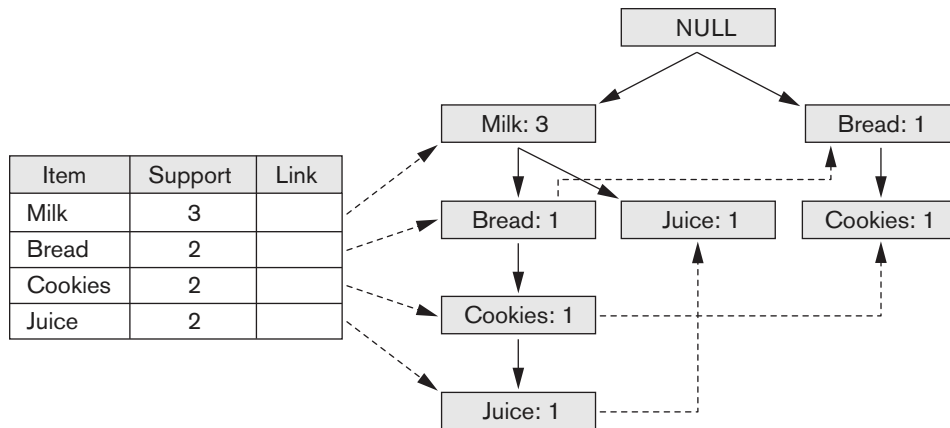 NULL
Milk: 3
Bread: 1
Item Support Link
Milk 3
Bread 2
Cookies 2
Juice 2
Bread: 1
Juice: 1
Cookies: 1
Cookies: 1
Juice: 1